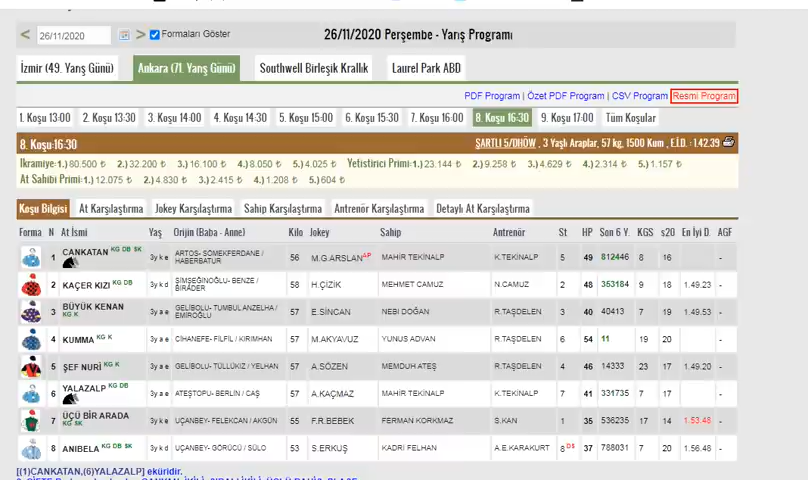 < 26/11/2020 > Formaları Göster 26/11/2020 Perşembe - Yarış Programı
İzmir (49. Yarış Günü) Ankara (71. Yarış Günü) Southwell Birleşik Krallık Laurel Park ABD
PDF Program | Özet PDF Program | CSV Program Resmi Program
1. Koşu 13:00 2. Koşu 13:30 3. Koşu 14:00 4. Koşu 14:30 5. Koşu 15:00 6. Koşu 15:30 7. Koşu 16:00 8. Koşu 16:30 9. Koşu 17:00 Tüm Koşular
8. Koşu:16:30 ŞARTLI 5/DHÖW , 3 Yaşlı Araplar, 57 kg, 1500 Kum , E.İ.D. :1.42.39
İkramiye: 1.) 80.500 ₺ 2.) 32.200 ₺ 3.) 16.100 ₺ 4.) 8.050 ₺ 5.) 4.025 ₺ Yetiştirici Primi: 1.) 23.144 ₺ 2.) 9.258 ₺ 3.) 4.629 ₺ 4.) 2.314 ₺ 5.) 1.157 ₺
At Sahibi Primi: 1.) 12.075 ₺ 2.) 4.830 ₺ 3.) 2.415 ₺ 4.) 1.208 ₺ 5.) 604 ₺
Koşu Bilgisi At Karşılaştırma Jokey Karşılaştırma Sahip Karşılaştırma Antrenör Karşılaştırma Detaylı At Karşılaştırma
Forma N At İsmi Yaş Orijin (Baba - Anne) Kilo Jokey Sahip Antrenör St HP Son 6 Y. KGS s20 En İyi D. AGF
1 CANKATAN KG DB SK 3y k e ARTOS- SÖMEKFERDANE / HABERBATUR 56 M.G.ARSLAN AP MAHİR TEKİNALP K.TEKİNALP 5 49 812446 8 16 -
2 KAÇER KIZI KG DB 3y k d ŞİMŞEĞİNOĞLU- BENZE / BİRADER 58 H.ÇİZİK MEHMET CAMUZ N.CAMUZ 2 48 353184 9 18 1.49.23 -
3 BÜYÜK KENAN KG K 3y a e GELİBOLU- TUMBUL ANZELHA / EMİROĞLU 57 E.SİNCAN NEBİ DOĞAN R.TAŞDELEN 3 40 40413 7 19 1.49.53 -
4 KUMMA KG K 3y a e CİHANEFE- FİLFİL / KIRIMHAN 57 M.AKYAVUZ YUNUS ADVAN R.TAŞDELEN 6 54 11 19 20 -
5 ŞEF NURİ KG K 3y a e GELİBOLU- TÜLLÜKIZ / YELHAN 57 A.SÖZEN MEMDUH ATEŞ R.TAŞDELEN 4 46 14333 23 17 1.49.20 -
6 YALAZALP KG DB 3y a e ATEŞTOPU- BERLİN / CAŞ 57 A.KAÇMAZ MAHİR TEKİNALP K.TEKİNALP 7 41 331735 7 17 -
7 ÜÇÜ BİR ARADA KG SK 3y a e UÇANBEY- FELEKCAN / AKGÜN 55 F.R.BEBEK FERMAN KORKMAZ S.KAN 1 35 536235 17 14 1.53.48 -
8 ANIBELA KG DB SK 3y k d UÇANBEY- GÖRÜCÜ / SÜLO 53 S.ERKUŞ KADRİ FELHAN A.E.KARAKURT 8 DS 37 788031 7 20 1.56.48 -
[(1)CANKATAN,(6)YALAZALP] eküridir.